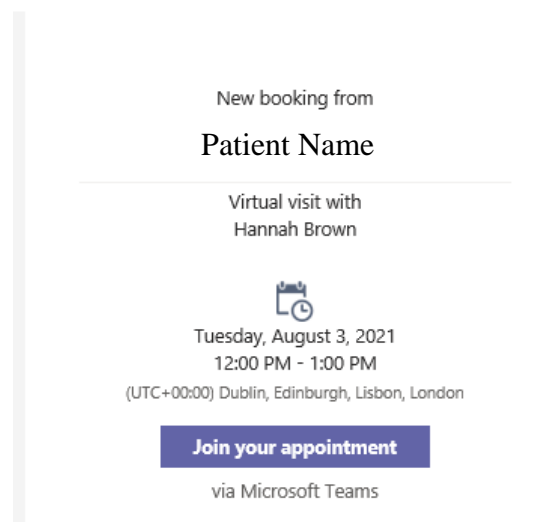 New booking from
Patient Name
Virtual visit with
Hannah Brown
Tuesday, August 3, 2021
12:00 PM - 1:00 PM
(UTC+00:00) Dublin, Edinburgh, Lisbon, London
Join your appointment
via Microsoft Teams